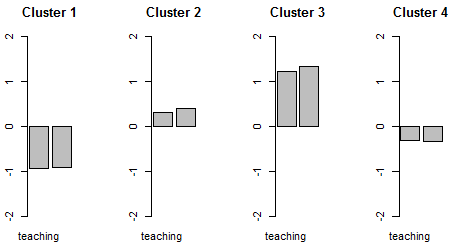 Cluster 1
2
1
0
-1
-2
teaching
Cluster 2
2
1
0
-1
-2
teaching
Cluster 3
2
1
0
-1
-2
teaching
Cluster 4
2
1
0
-1
-2
teaching